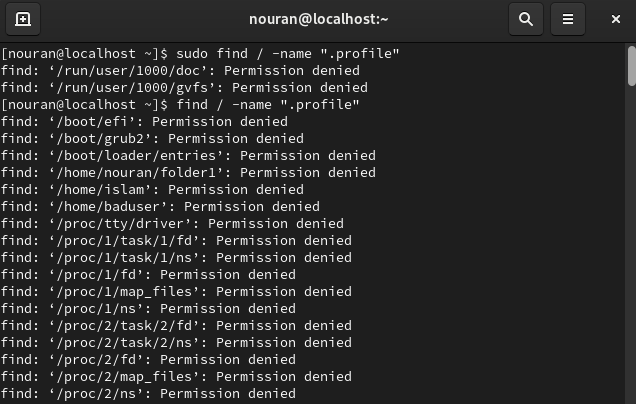 nouran@localhost:~
[nouran@localhost ~]$ sudo find / -name ".profile"
find: ‘/run/user/1000/doc’: Permission denied
find: ‘/run/user/1000/gvfs’: Permission denied
[nouran@localhost ~]$ find / -name ".profile"
find: ‘/boot/efi’: Permission denied
find: ‘/boot/grub2’: Permission denied
find: ‘/boot/loader/entries’: Permission denied
find: ‘/home/nouran/folder1’: Permission denied
find: ‘/home/islam’: Permission denied
find: ‘/home/baduser’: Permission denied
find: ‘/proc/tty/driver’: Permission denied
find: ‘/proc/1/task/1/fd’: Permission denied
find: ‘/proc/1/task/1/ns’: Permission denied
find: ‘/proc/1/fd’: Permission denied
find: ‘/proc/1/map_files’: Permission denied
find: ‘/proc/1/ns’: Permission denied
find: ‘/proc/2/task/2/fd’: Permission denied
find: ‘/proc/2/task/2/ns’: Permission denied
find: ‘/proc/2/fd’: Permission denied
find: ‘/proc/2/map_files’: Permission denied
find: ‘/proc/2/ns’: Permission denied